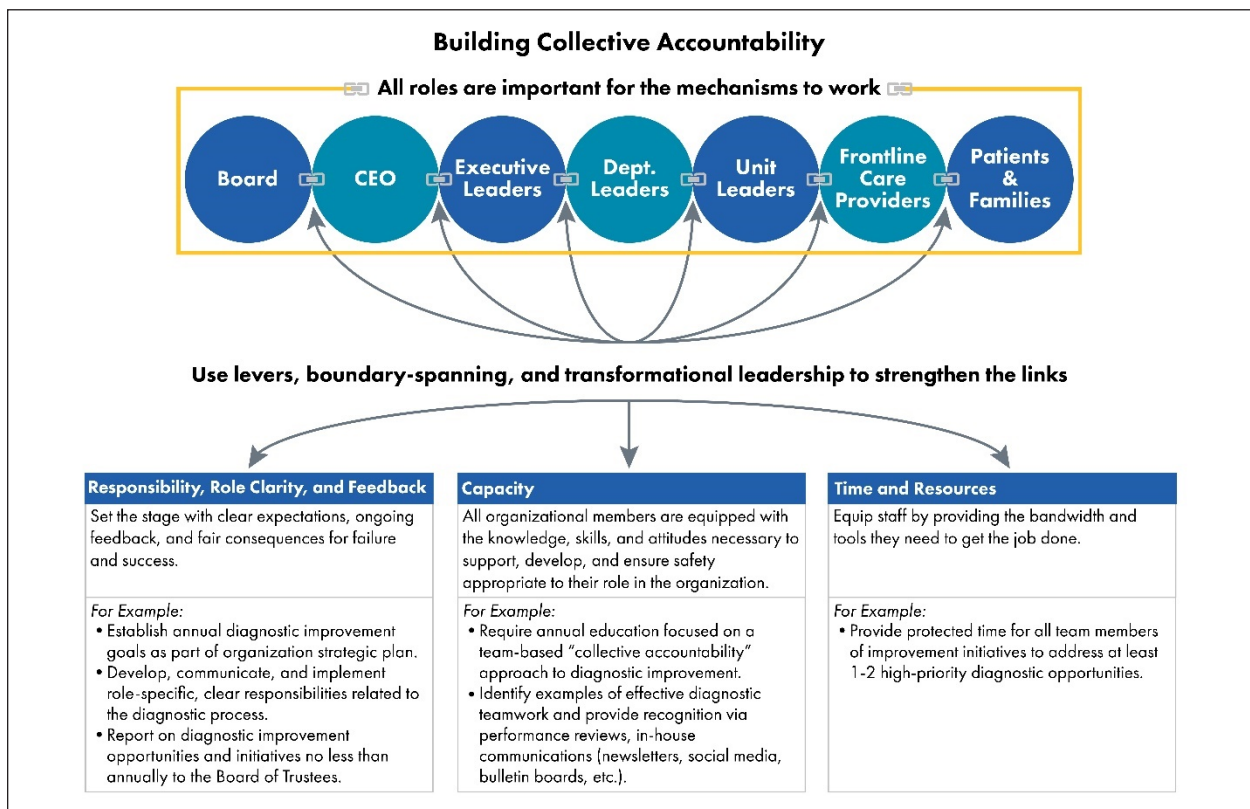 Building Collective Accountability
All roles are important for the mechanisms to work
Board
CEO
Executive
Leaders
Dept.
Leaders
Unit
Leaders
Frontline
Care
Providers
Patients
&
Families
Use levers, boundary-spanning, and transformational leadership to strengthen the links
Responsibility, Role Clarity, and Feedback
Set the stage with clear expectations, ongoing
feedback, and fair consequences for failure
and success.
For Example:
• Establish annual diagnostic improvement
goals as part of organization strategic plan.
• Develop, communicate, and implement
role-specific, clear responsibilities related to
the diagnostic process.
• Report on diagnostic improvement
opportunities and initiatives no less than
annually to the Board of Trustees.
Capacity
All organizational members are equipped with
the knowledge, skills, and attitudes necessary to
support, develop, and ensure safety
appropriate to their role in the organization.
For Example:
• Require annual education focused on a
team-based “collective accountability”
approach to diagnostic improvement.
• Identify examples of effective diagnostic
teamwork and provide recognition via
performance reviews, in-house
communications (newsletters, social media,
bulletin boards, etc.).
Time and Resources
Equip staff by providing the bandwidth and
tools they need to get the job done.
For Example:
• Provide protected time for all team members
of improvement initiatives to address at least
1-2 high-priority diagnostic opportunities.